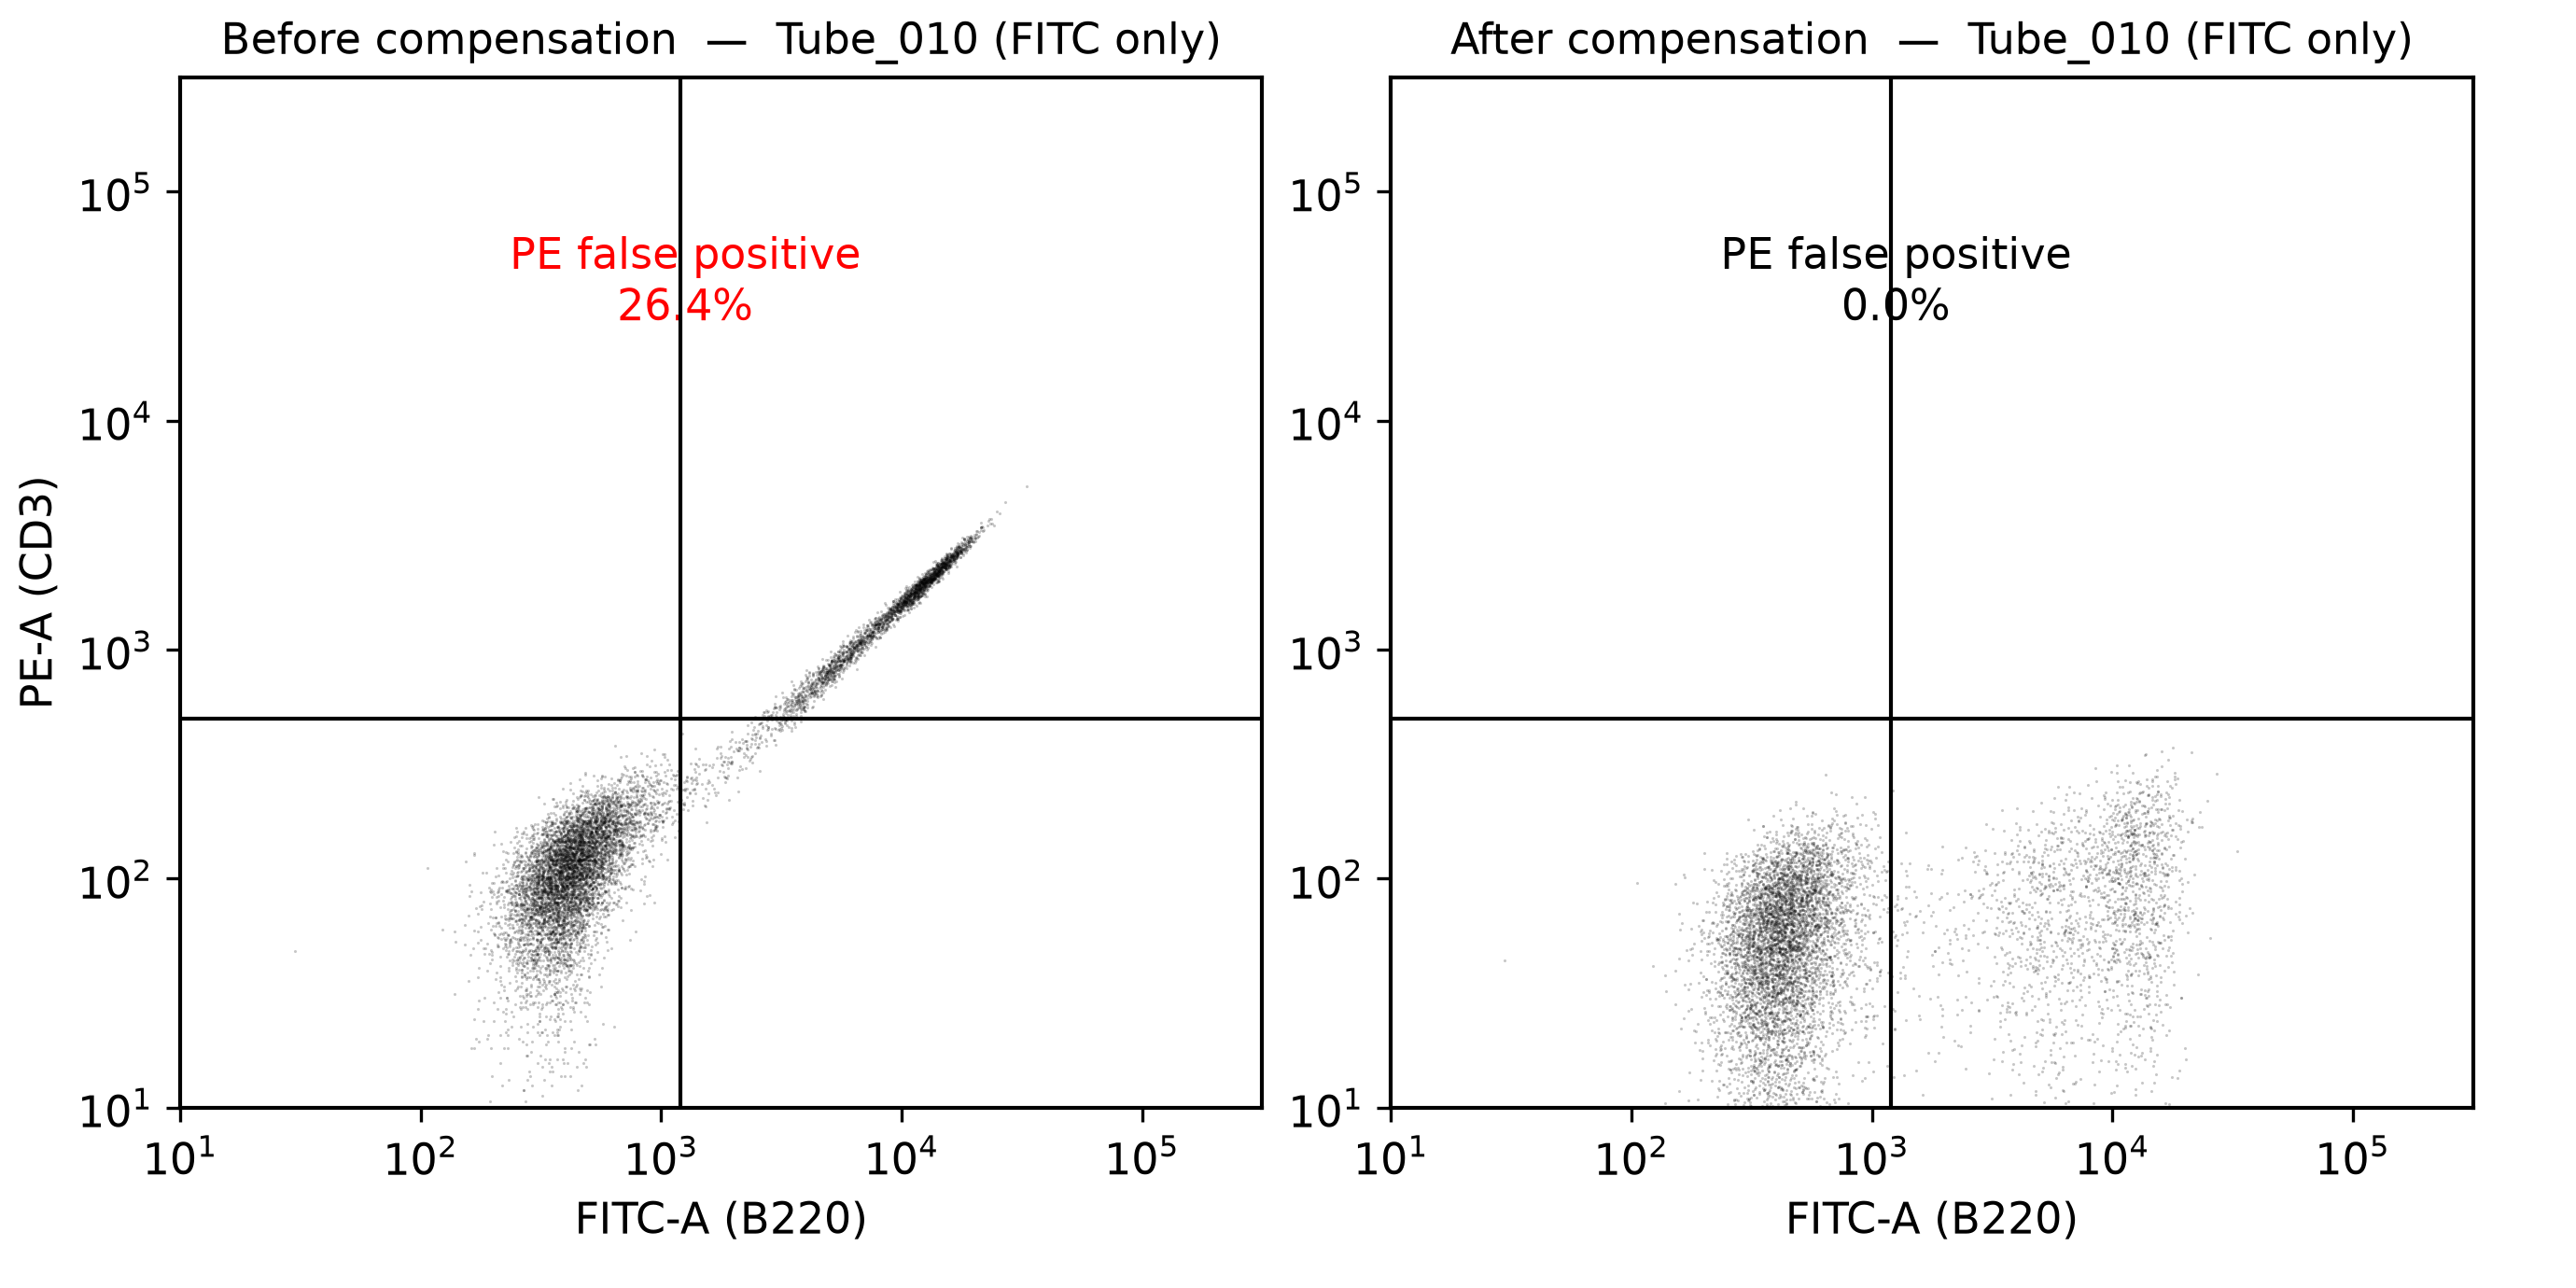 Before compensation — Tube_010 (FITC only)
PE false positive
26.4%
10⁵
10⁴
10³
10²
10¹
PE-A (CD3)
10¹ 10² 10³ 10⁴ 10⁵
FITC-A (B220)
After compensation — Tube_010 (FITC only)
PE false positive
0.0%
10⁵
10⁴
10³
10²
10¹
10¹ 10² 10³ 10⁴ 10⁵
FITC-A (B220)